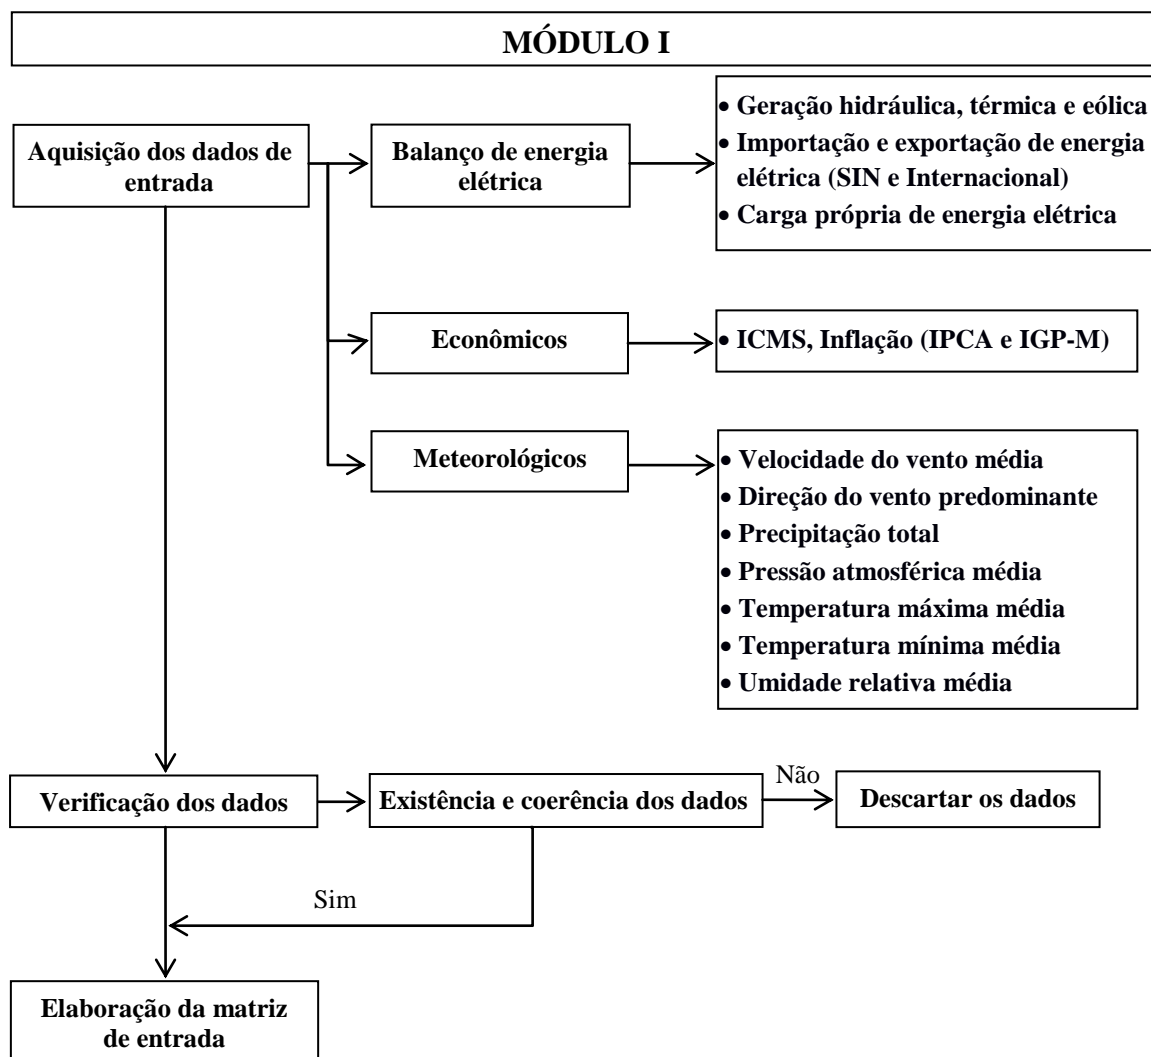 MÓDULO I
Aquisição dos dados de
entrada
Balanço de energia
elétrica
• Geração hidráulica, térmica e eólica
• Importação e exportação de energia
elétrica (SIN e Internacional)
• Carga própria de energia elétrica
Econômicos
• ICMS, Inflação (IPCA e IGP-M)
Meteorológicos
• Velocidade do vento média
• Direção do vento predominante
• Precipitação total
• Pressão atmosférica média
• Temperatura máxima média
• Temperatura mínima média
• Umidade relativa média
Verificação dos dados
Existência e coerência dos dados
Não
Descartar os dados
Sim
Elaboração da matriz
de entrada